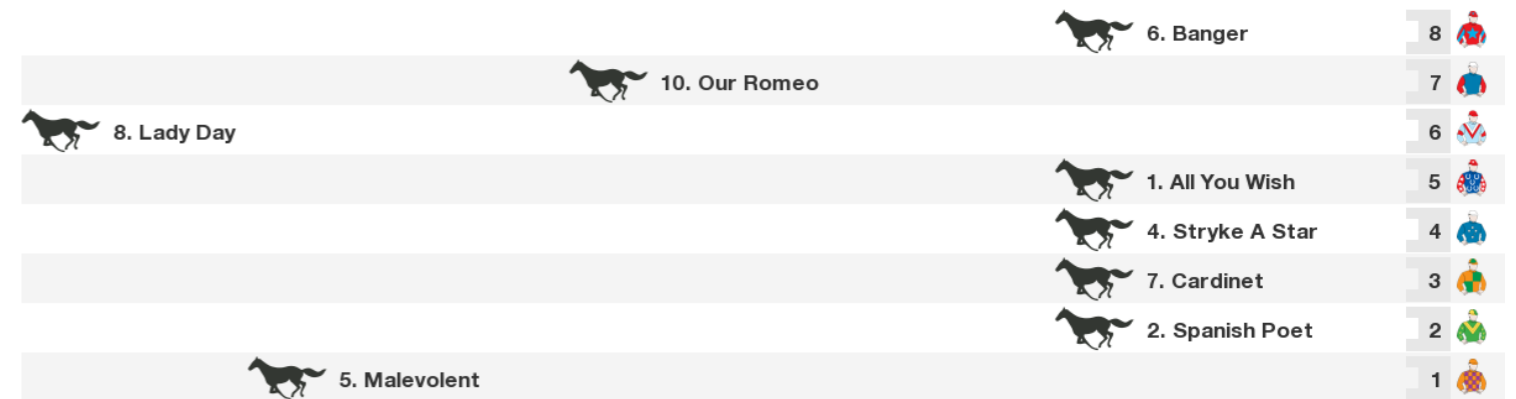 6. Banger 8
10. Our Romeo 7
8. Lady Day 6
1. All You Wish 5
4. Stryke A Star 4
7. Cardinet 3
2. Spanish Poet 2
5. Malevolent 1